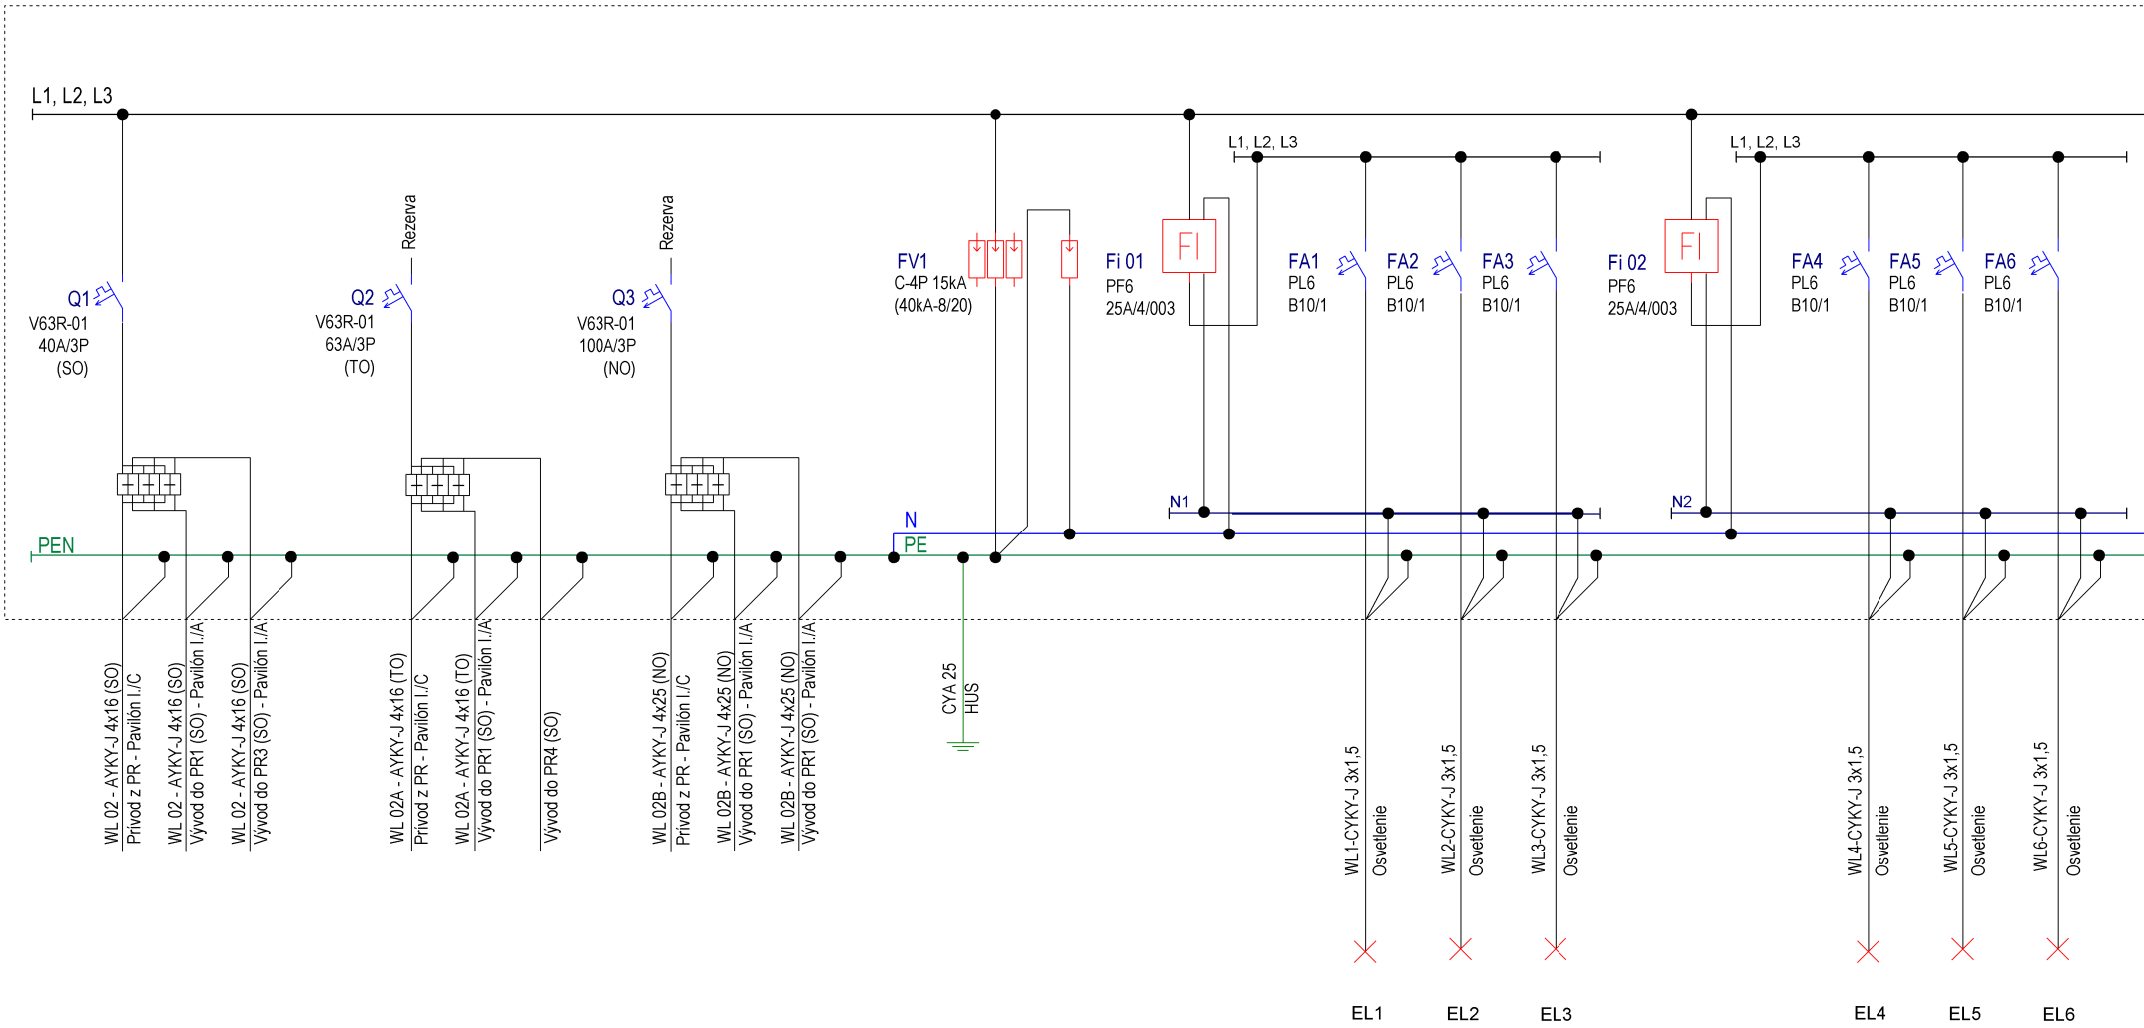 L1, L2, L3
L1, L2, L3
L1, L2, L3
Rezerva
Rezerva
Q1
V63R-01
40A/3P
(SO)
Q2
V63R-01
63A/3P
(TO)
Q3
V63R-01
100A/3P
(NO)
FV1
C-4P 15kA
(40kA-8/20)
Fi 01
PF6
25A/4/003
FI
FA1
PL6
B10/1
FA2
PL6
B10/1
FA3
PL6
B10/1
Fi 02
PF6
25A/4/003
FI
FA4
PL6
B10/1
FA5
PL6
B10/1
FA6
PL6
B10/1
N1
N2
N
PEN
PE
WL 02 - AYKY-J 4x16 (SO)
Prívod z PR - Pavilón I./C
WL 02 - AYKY-J 4x16 (SO)
Vývod do PR1 (SO) - Pavilón I./A
WL 02 - AYKY-J 4x16 (SO)
Vývod do PR3 (SO) - Pavilón I./A
WL 02A - AYKY-J 4x16 (TO)
Prívod z PR - Pavilón I./C
WL 02A - AYKY-J 4x16 (TO)
Vývod do PR1 (SO) - Pavilón I./A
Vývod do PR4 (SO)
WL 02B - AYKY-J 4x25 (NO)
Prívod z PR - Pavilón I./C
WL 02B - AYKY-J 4x25 (NO)
Vývod do PR1 (SO) - Pavilón I./A
WL 02B - AYKY-J 4x25 (NO)
Vývod do PR1 (SO) - Pavilón I./A
CYA 25
HUS
WL1-CYKY-J 3x1,5
Osvetlenie
WL2-CYKY-J 3x1,5
Osvetlenie
WL3-CYKY-J 3x1,5
Osvetlenie
WL4-CYKY-J 3x1,5
Osvetlenie
WL5-CYKY-J 3x1,5
Osvetlenie
WL6-CYKY-J 3x1,5
Osvetlenie
EL1
EL2
EL3
EL4
EL5
EL6